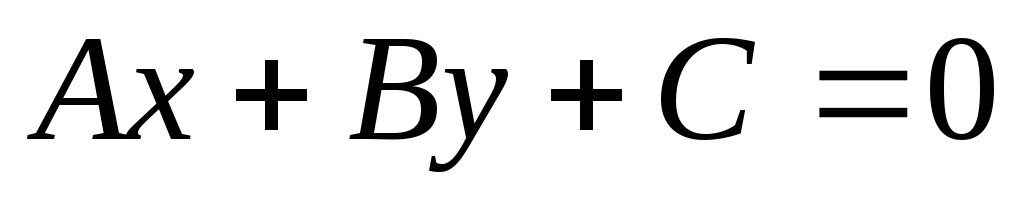 Ax + By + C = 0